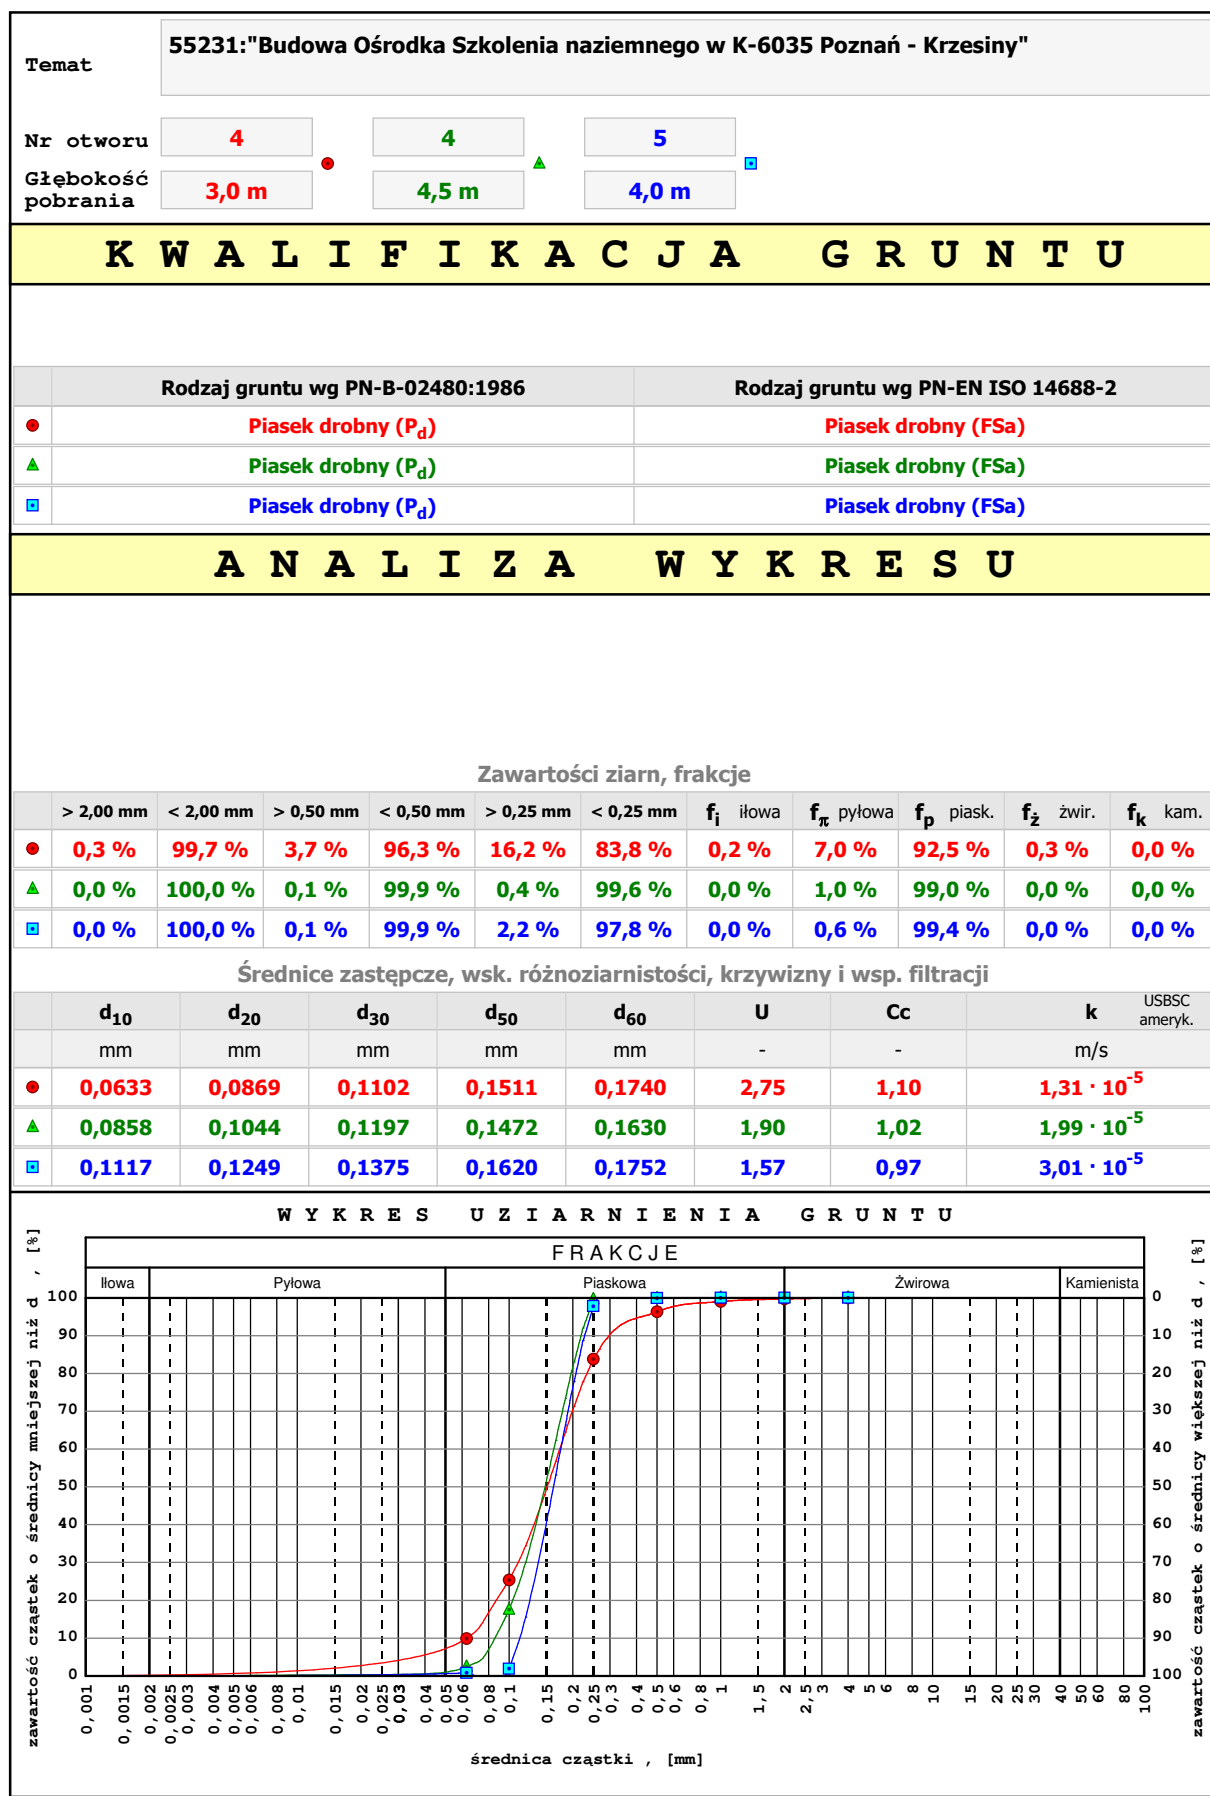 Temat
55231:"Budowa Ośrodka Szkolenia naziemnego w K-6035 Poznań - Krzesiny"
Nr otworu 4 4 5
Głębokość pobrania 3,0 m 4,5 m 4,0 m
KWALIFIKACJA GRUNTU
Rodzaj gruntu wg PN-B-02480:1986 Rodzaj gruntu wg PN-EN ISO 14688-2
Piasek drobny (Pd) Piasek drobny (FSa)
Piasek drobny (Pd) Piasek drobny (FSa)
Piasek drobny (Pd) Piasek drobny (FSa)
ANALIZA WYKRESU
Zawartości ziarn, frakcje
> 2,00 mm < 2,00 mm > 0,50 mm < 0,50 mm > 0,25 mm < 0,25 mm fi iłowa fπ pyłowa fp piask. fż żwir. fk kam.
0,3 % 99,7 % 3,7 % 96,3 % 16,2 % 83,8 % 0,2 % 7,0 % 92,5 % 0,3 % 0,0 %
0,0 % 100,0 % 0,1 % 99,9 % 0,4 % 99,6 % 0,0 % 1,0 % 99,0 % 0,0 % 0,0 %
0,0 % 100,0 % 0,1 % 99,9 % 2,2 % 97,8 % 0,0 % 0,6 % 99,4 % 0,0 % 0,0 %
Średnice zastępcze, wsk. różnoziarnistości, krzywizny i wsp. filtracji
d10 d20 d30 d50 d60 U Cc k USBSC ameryk.
mm mm mm mm mm - - m/s
0,0633 0,0869 0,1102 0,1511 0,1740 2,75 1,10 1,31 · 10-5
0,0858 0,1044 0,1197 0,1472 0,1630 1,90 1,02 1,99 · 10-5
0,1117 0,1249 0,1375 0,1620 0,1752 1,57 0,97 3,01 · 10-5
WYKRES UZIARNIENIA GRUNTU
FRAKCJE
Iłowa Pyłowa Piaskowa Żwirowa Kamienista
zawartość cząstek o średnicy mniejszej niż d , [%]
100 0
90 10
80 20
70 30
60 40
50 50
40 60
30 70
20 80
10 90
0 100
zawartość cząstek o średnicy większej niż d , [%]
0,001 0,0015 0,002 0,0025 0,003 0,004 0,005 0,006 0,008 0,01 0,015 0,02 0,025 0,03 0,03 0,04 0,05 0,06 0,08 0,1 0,15 0,2 0,25 0,3 0,4 0,5 0,6 0,8 1 1,5 2 2,5 3 4 5 6 8 10 15 20 25 30 40 50 60 80 100
średnica cząstki , [mm]